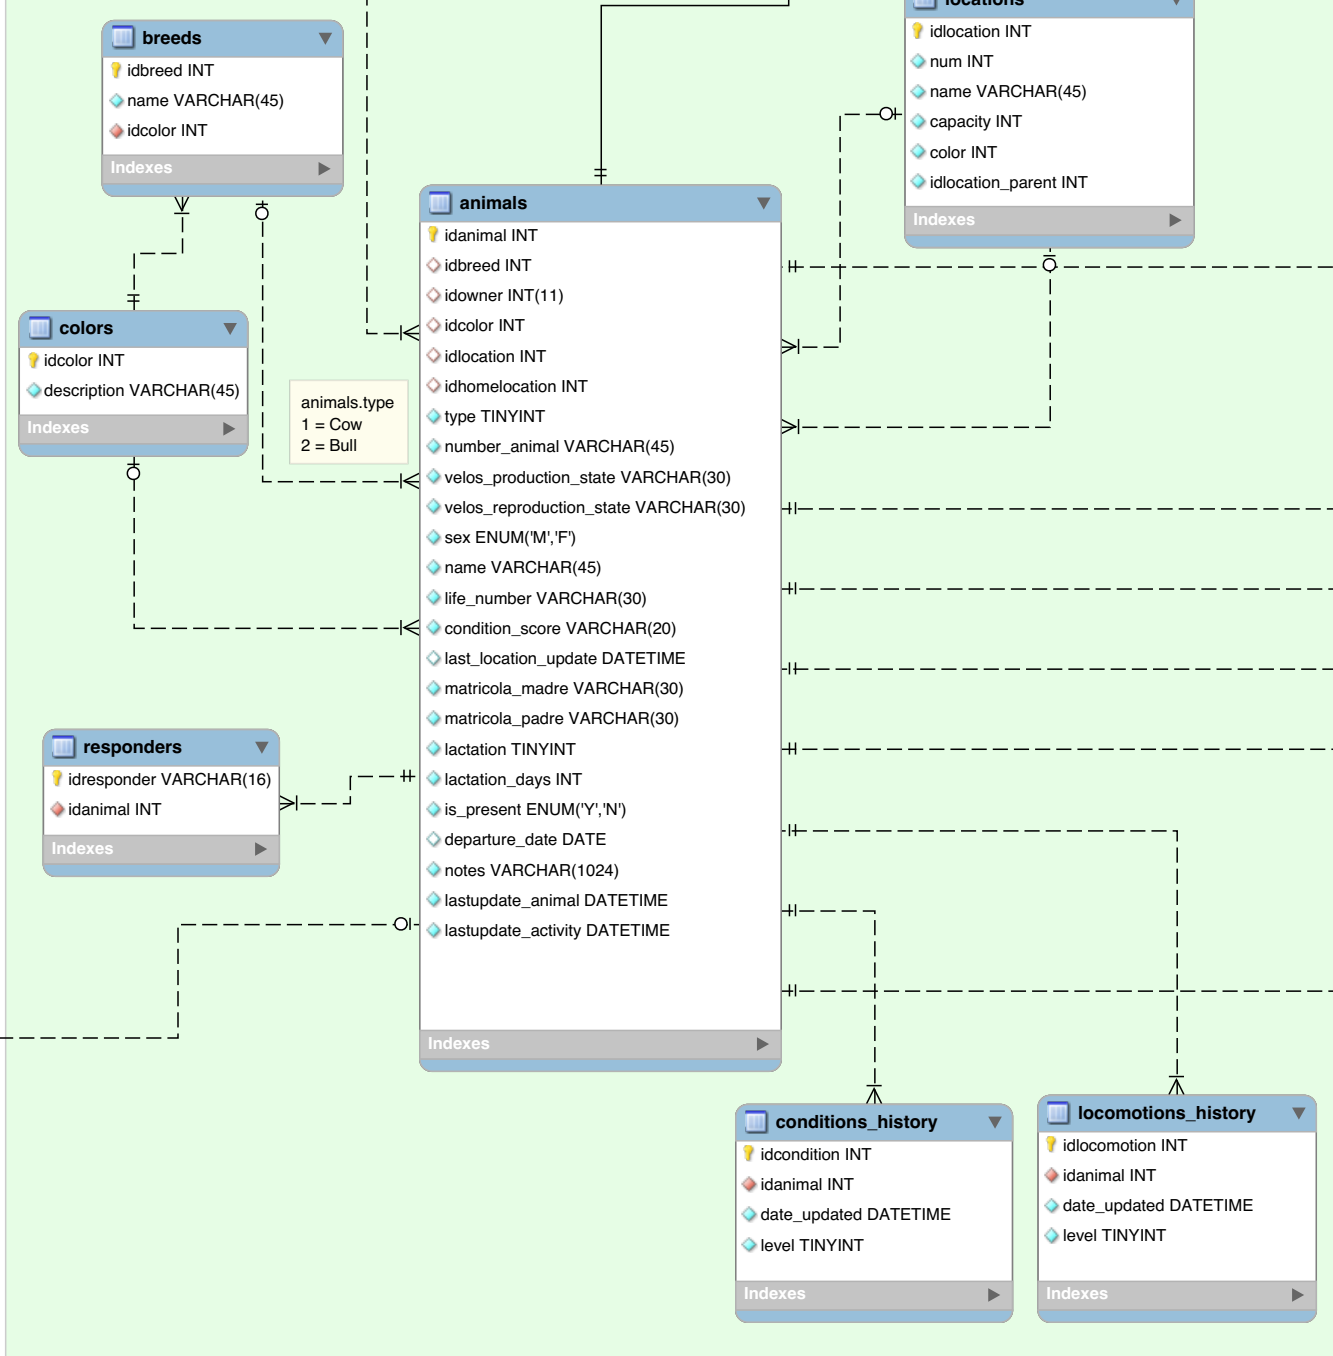 breeds
idbreed INT
name VARCHAR(45)
idcolor INT
Indexes
locations
idlocation INT
num INT
name VARCHAR(45)
capacity INT
color INT
idlocation_parent INT
Indexes
colors
idcolor INT
description VARCHAR(45)
Indexes
animals.type
1 = Cow
2 = Bull
animals
idanimal INT
idbreed INT
idowner INT(11)
idcolor INT
idlocation INT
idhomelocation INT
type TINYINT
number_animal VARCHAR(45)
velos_production_state VARCHAR(30)
velos_reproduction_state VARCHAR(30)
sex ENUM('M','F')
name VARCHAR(45)
life_number VARCHAR(30)
condition_score VARCHAR(20)
last_location_update DATETIME
matricola_madre VARCHAR(30)
matricola_padre VARCHAR(30)
lactation TINYINT
lactation_days INT
is_present ENUM('Y','N')
departure_date DATE
notes VARCHAR(1024)
lastupdate_animal DATETIME
lastupdate_activity DATETIME
Indexes
responders
idresponder VARCHAR(16)
idanimal INT
Indexes
conditions_history
idcondition INT
idanimal INT
date_updated DATETIME
level TINYINT
Indexes
locomotions_history
idlocomotion INT
idanimal INT
date_updated DATETIME
level TINYINT
Indexes